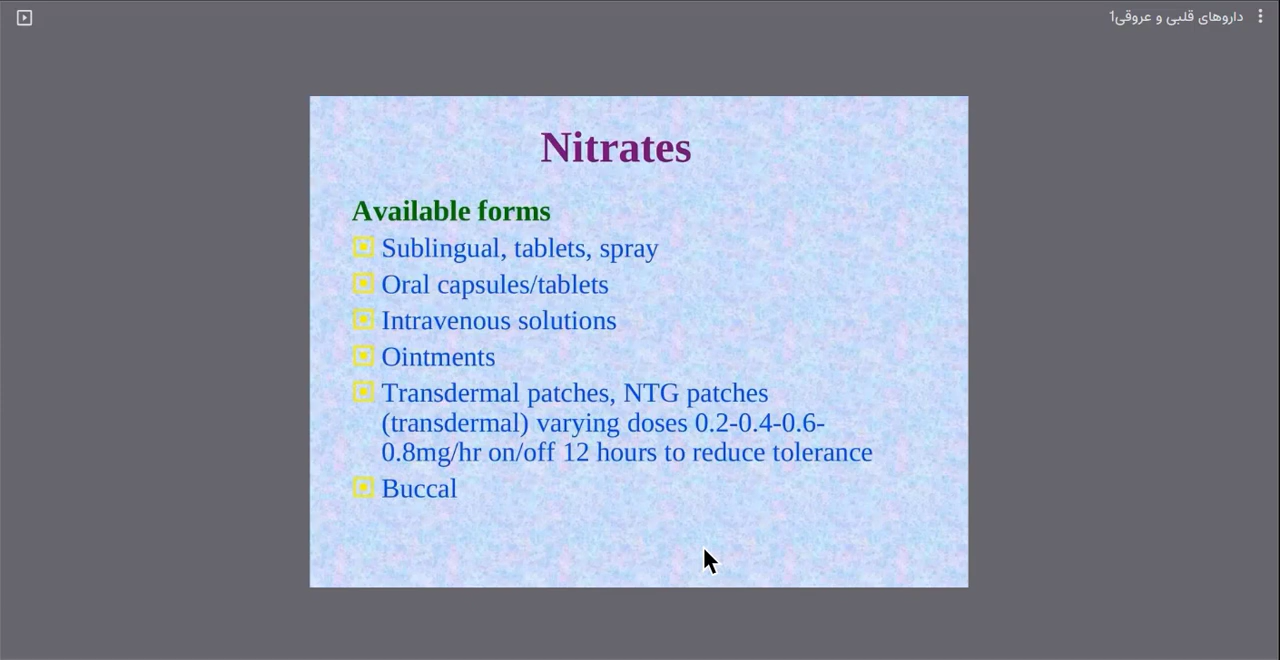 داروهای قلبی و عروقی1
Nitrates
Available forms
Sublingual, tablets, spray
Oral capsules/tablets
Intravenous solutions
Ointments
Transdermal patches, NTG patches
(transdermal) varying doses 0.2-0.4-0.6-
0.8mg/hr on/off 12 hours to reduce tolerance
Buccal